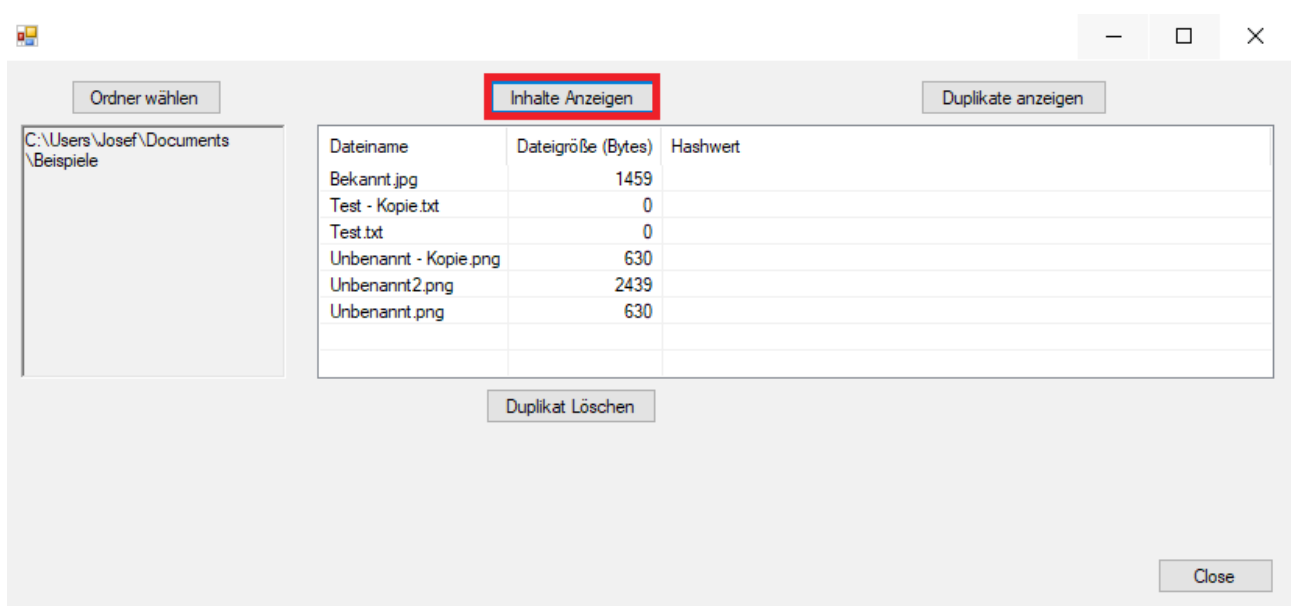 Ordner wählen
Inhalte Anzeigen
Duplikate anzeigen
C:\Users\Josef\Documents
\Beispiele
Dateiname Dateigröße (Bytes) Hashwert
Bekannt.jpg 1459
Test - Kopie.txt 0
Test.txt 0
Unbenannt - Kopie.png 630
Unbenannt2.png 2439
Unbenannt.png 630
Duplikat Löschen
Close